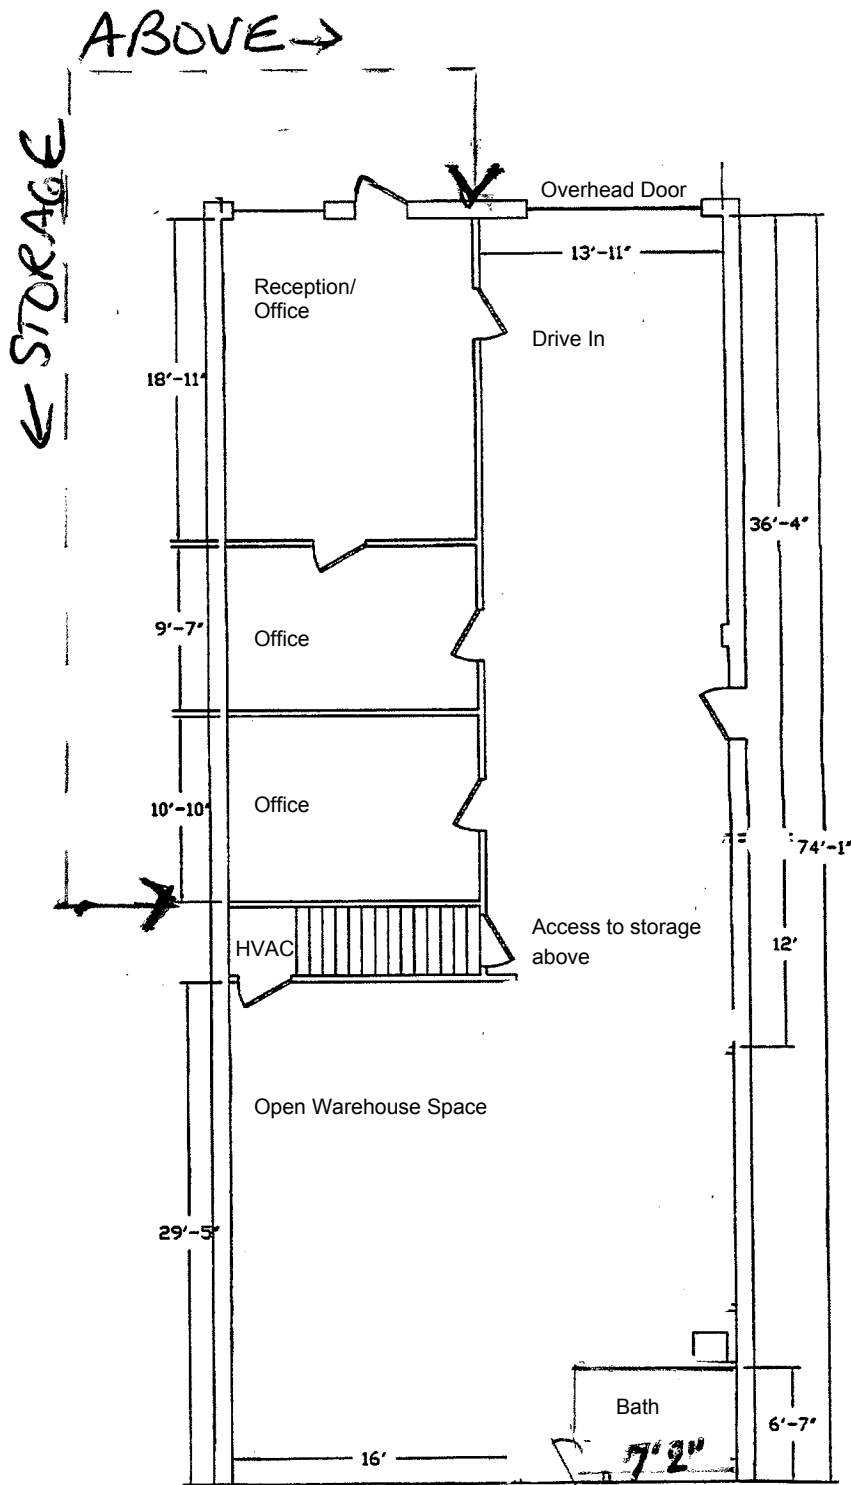 ABOVE →
← STORAGE
Overhead Door
13'-11"
Reception/
Office
Drive In
18'-11"
36'-4"
9'-7"
Office
10'-10"
Office
74'-1"
HVAC
Access to storage
above
12'
Open Warehouse Space
29'-5"
Bath
6'-7"
16'
7'2"